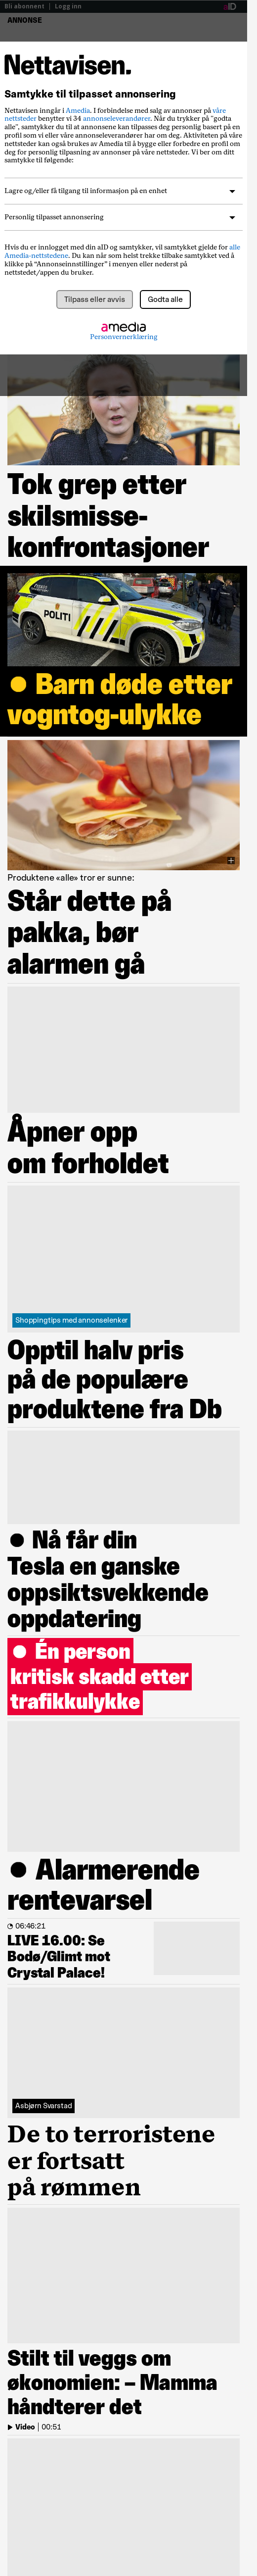 Bli abonnent | Logg inn
aID
ANNONSE
Nettavisen.
Samtykke til tilpasset annonsering
Nettavisen inngår i Amedia. I forbindelse med salg av annonser på våre
nettsteder benytter vi 34 annonseleverandører. Når du trykker på "godta
alle", samtykker du til at annonsene kan tilpasses deg personlig basert på en
profil som vi eller våre annonseleverandører har om deg. Aktiviteten på våre
nettsteder kan også brukes av Amedia til å bygge eller forbedre en profil om
deg for personlig tilpasning av annonser på våre nettsteder. Vi ber om ditt
samtykke til følgende:
Lagre og/eller få tilgang til informasjon på en enhet
Personlig tilpasset annonsering
Hvis du er innlogget med din aID og samtykker, vil samtykket gjelde for alle
Amedia-nettstedene. Du kan når som helst trekke tilbake samtykket ved å
klikke på “Annonseinnstillinger” i menyen eller nederst på
nettstedet/appen du bruker.
Tilpass eller avvis
Godta alle
amedia
Personvernerklæring
Tok grep etter
skilsmisse-
konfrontasjoner
POLITI
Barn døde etter
vogntog-ulykke
Produktene «alle» tror er sunne:
Står dette på
pakka, bør
alarmen gå
Åpner opp
om forholdet
Shoppingtips med annonselenker
Opptil halv pris
på de populære
produktene fra Db
Nå får din
Tesla en ganske
oppsiktsvekkende
oppdatering
Én person
kritisk skadd etter
trafikkulykke
Alarmerende
rentevarsel
06:46:21
LIVE 16.00: Se
Bodø/Glimt mot
Crystal Palace!
Asbjørn Svarstad
De to terroristene
er fortsatt
på rømmen
Stilt til veggs om
økonomien: – Mamma
håndterer det
Video | 00:51